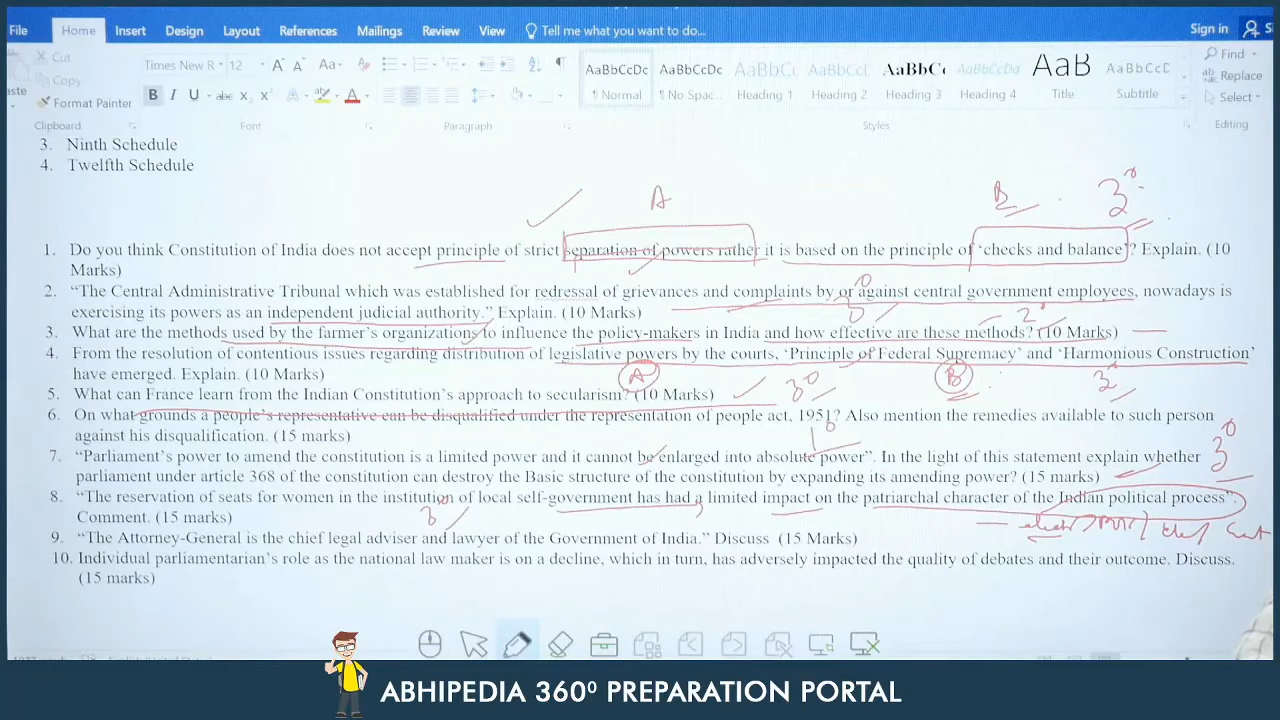 File Home Insert Design Layout References Mailings Review View Tell me what you want to do... Sign in
Cut
Copy
Format Painter
Times New R 12
AaBbCcDc AaBbCcDc AaBbCcDc AaBbCcDc AaBbCc AaBbCcDd AaB AaBbCcD
¶ Normal ¶ No Spac... Heading 1 Heading 2 Heading 3 Heading 4 Title Subtitle
Find
Replace
Select
Clipboard Font Paragraph Styles Editing
3. Ninth Schedule
4. Twelfth Schedule
A B 3
1. Do you think Constitution of India does not accept principle of strict separation of powers rather it is based on the principle of ‘checks and balance’? Explain. (10
Marks)
2. “The Central Administrative Tribunal which was established for redressal of grievances and complaints by or against central government employees, nowadays is
exercising its powers as an independent judicial authority.” Explain. (10 Marks)
3. What are the methods used by the farmer’s organizations to influence the policy-makers in India and how effective are these methods? (10 Marks)
4. From the resolution of contentious issues regarding distribution of legislative powers by the courts, ‘Principle of Federal Supremacy’ and ‘Harmonious Construction’
have emerged. Explain. (10 Marks)
A B
5. What can France learn from the Indian Constitution’s approach to secularism? (10 Marks)
6. On what grounds a people’s representative can be disqualified under the representation of people act, 1951? Also mention the remedies available to such person
against his disqualification. (15 marks)
7. “Parliament’s power to amend the constitution is a limited power and it cannot be enlarged into absolute power”. In the light of this statement explain whether
parliament under article 368 of the constitution can destroy the Basic structure of the constitution by expanding its amending power? (15 marks)
8. “The reservation of seats for women in the institution of local self-government has had a limited impact on the patriarchal character of the Indian political process”.
Comment. (15 marks)
9. “The Attorney-General is the chief legal adviser and lawyer of the Government of India.” Discuss (15 Marks)
10. Individual parliamentarian’s role as the national law maker is on a decline, which in turn, has adversely impacted the quality of debates and their outcome. Discuss.
(15 marks)
ABHIPEDIA 360⁰ PREPARATION PORTAL